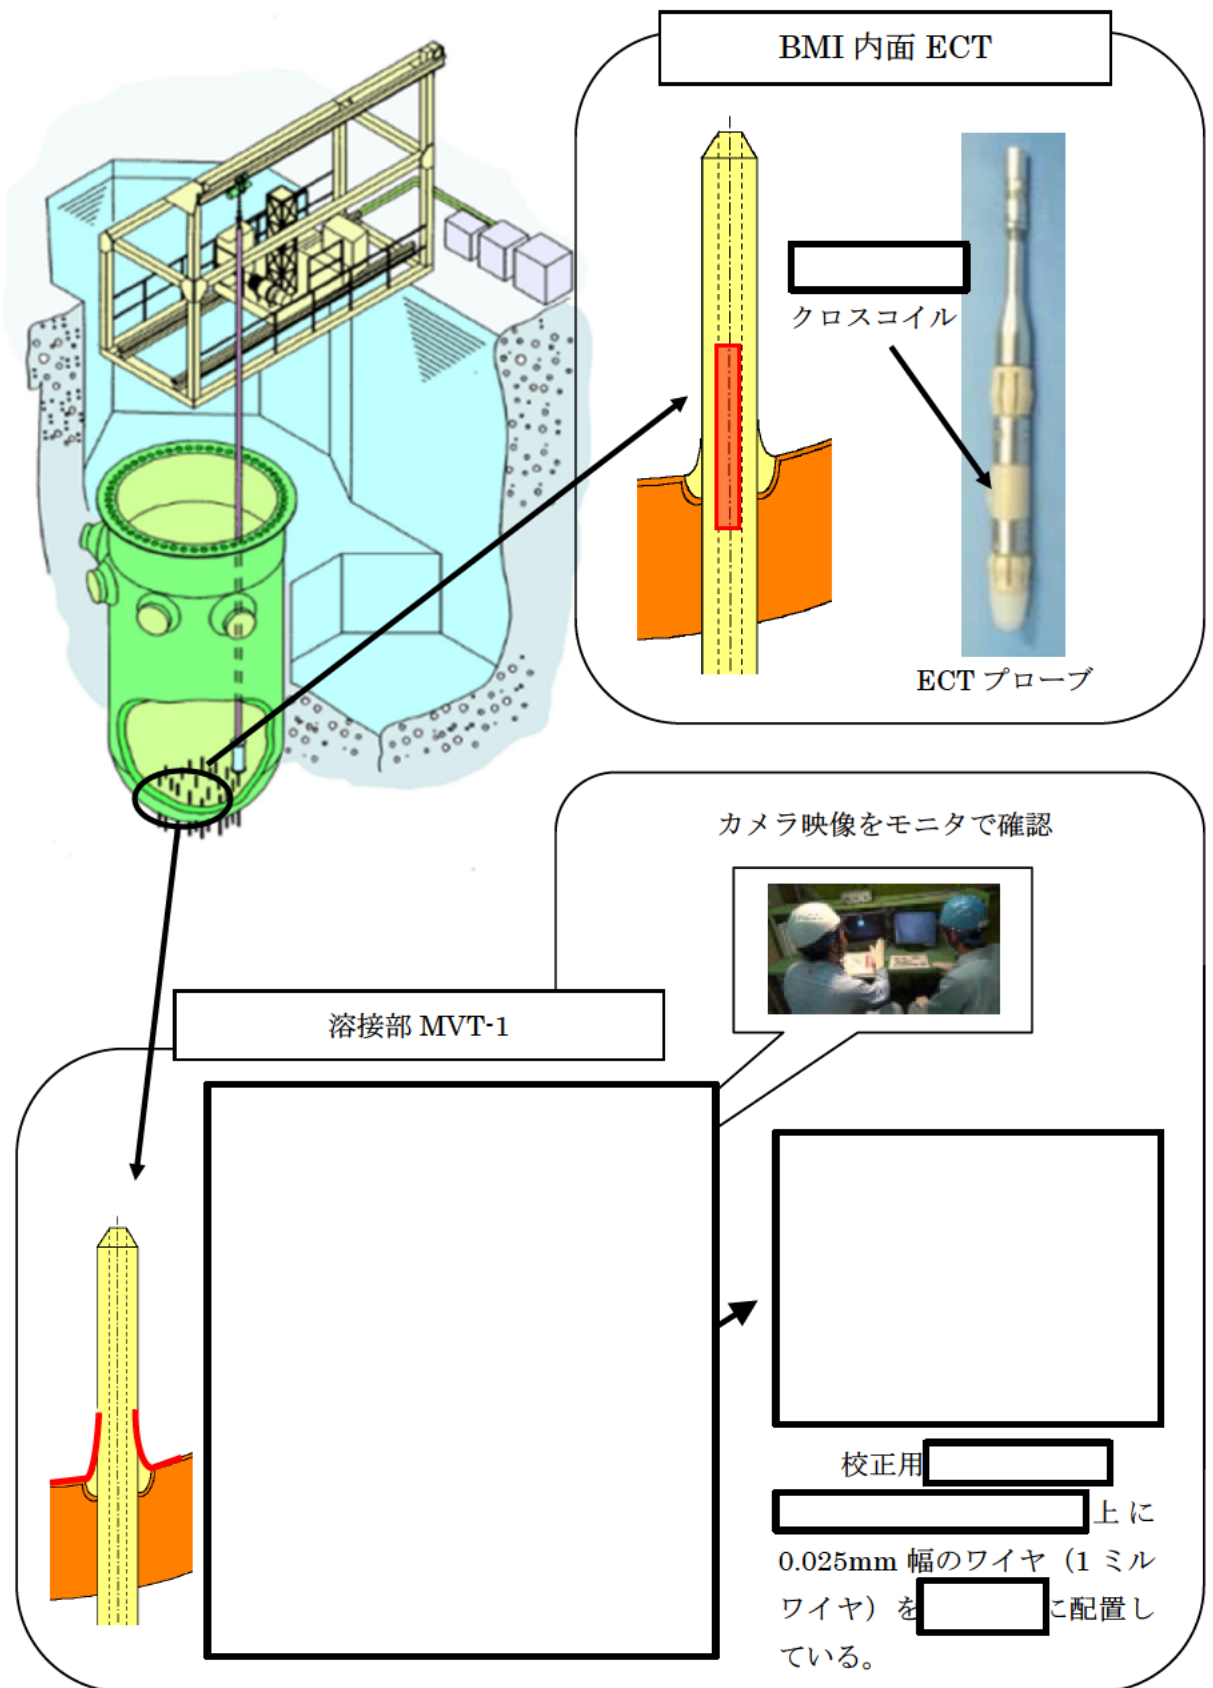 BMI 内面 ECT
クロスコイル
ECT プローブ
カメラ映像をモニタで確認
溶接部 MVT-1
校正用
上に
0.025mm 幅のワイヤ（1 ミル
ワイヤ）を に配置し
ている。